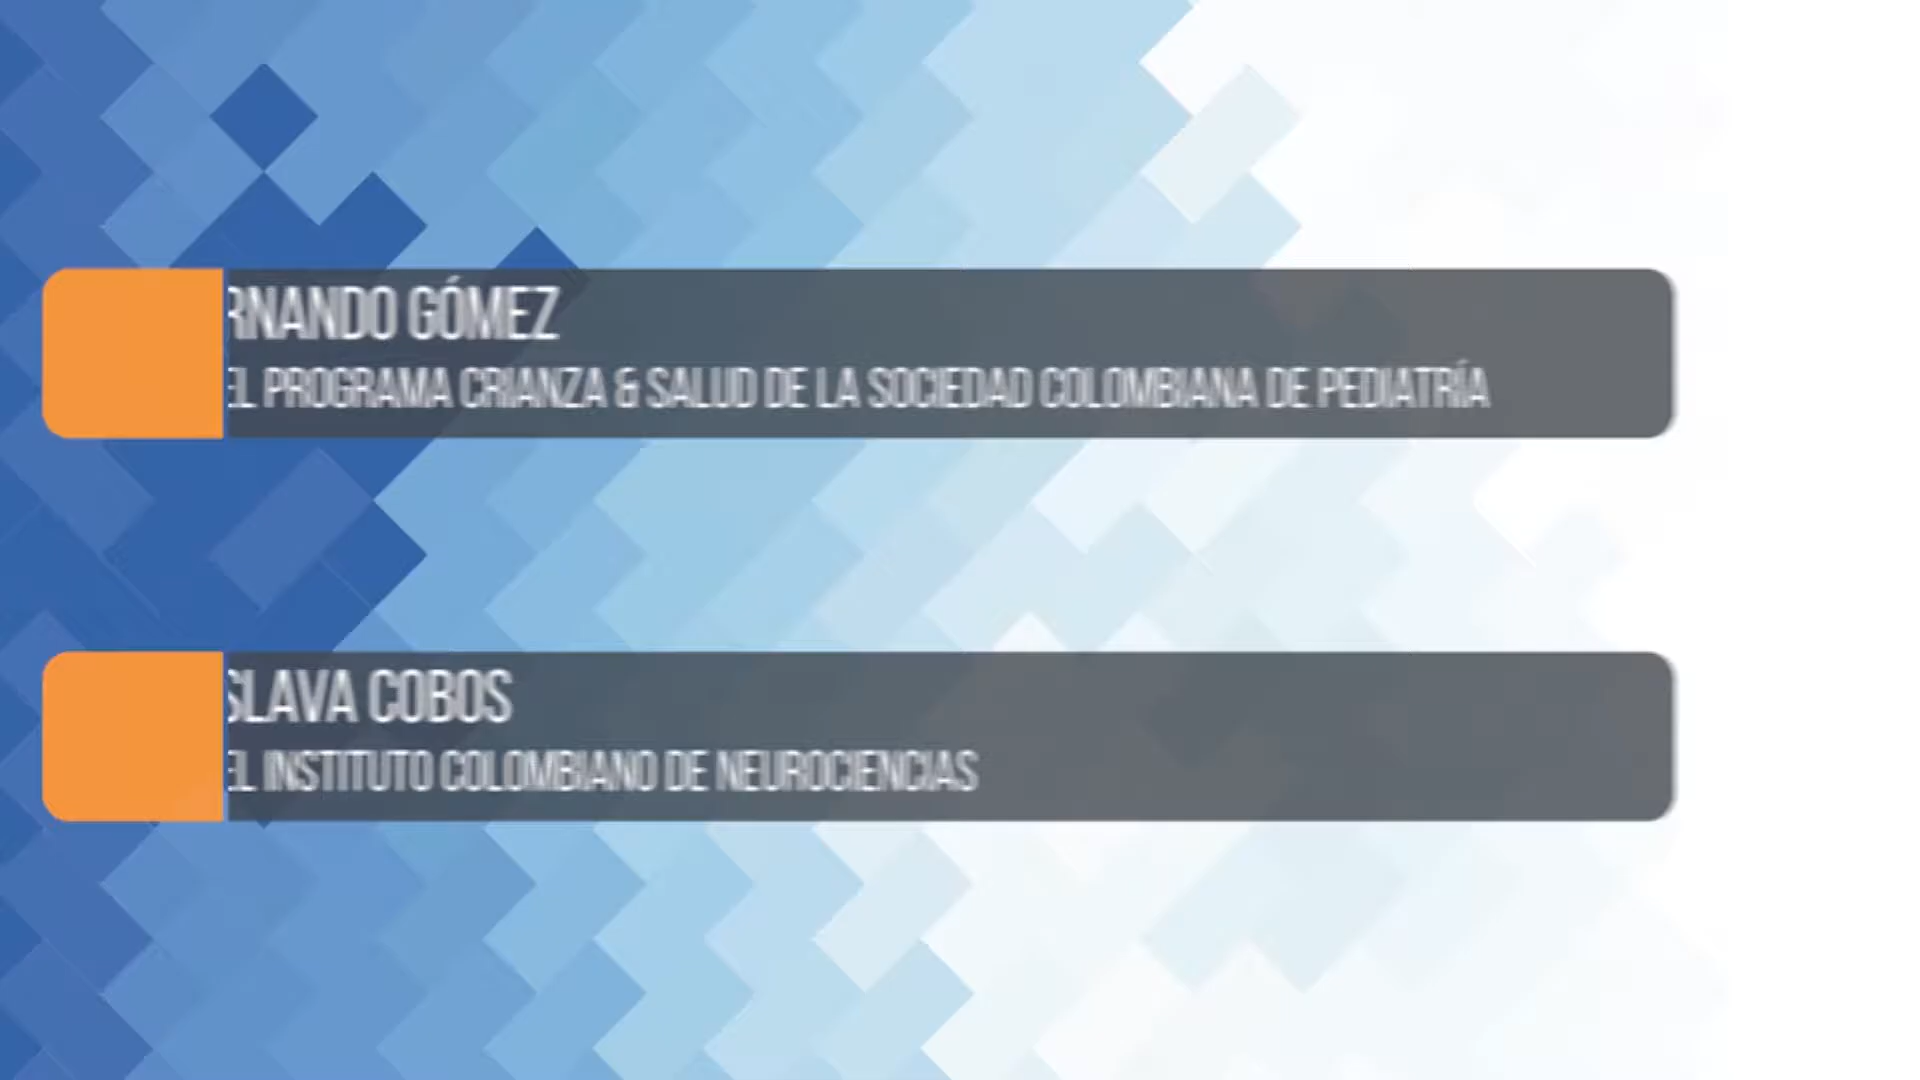 RNANDO GÓMEZ
EL PROGRAMA CRIANZA & SALUD DE LA SOCIEDAD COLOMBIANA DE PEDIATRÍA
SLAVA COBOS
EL INSTITUTO COLOMBIANO DE NEUROCIENCIAS